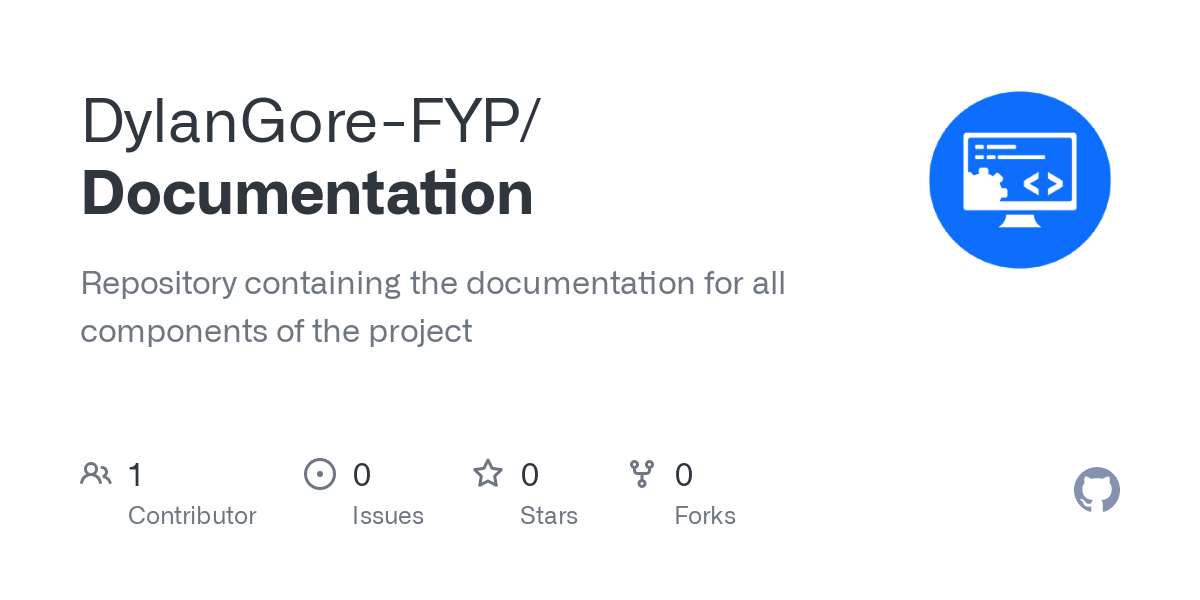 DylanGore-FYP/
Documentation
Repository containing the documentation for all
components of the project
1
Contributor
0
Issues
0
Stars
0
Forks